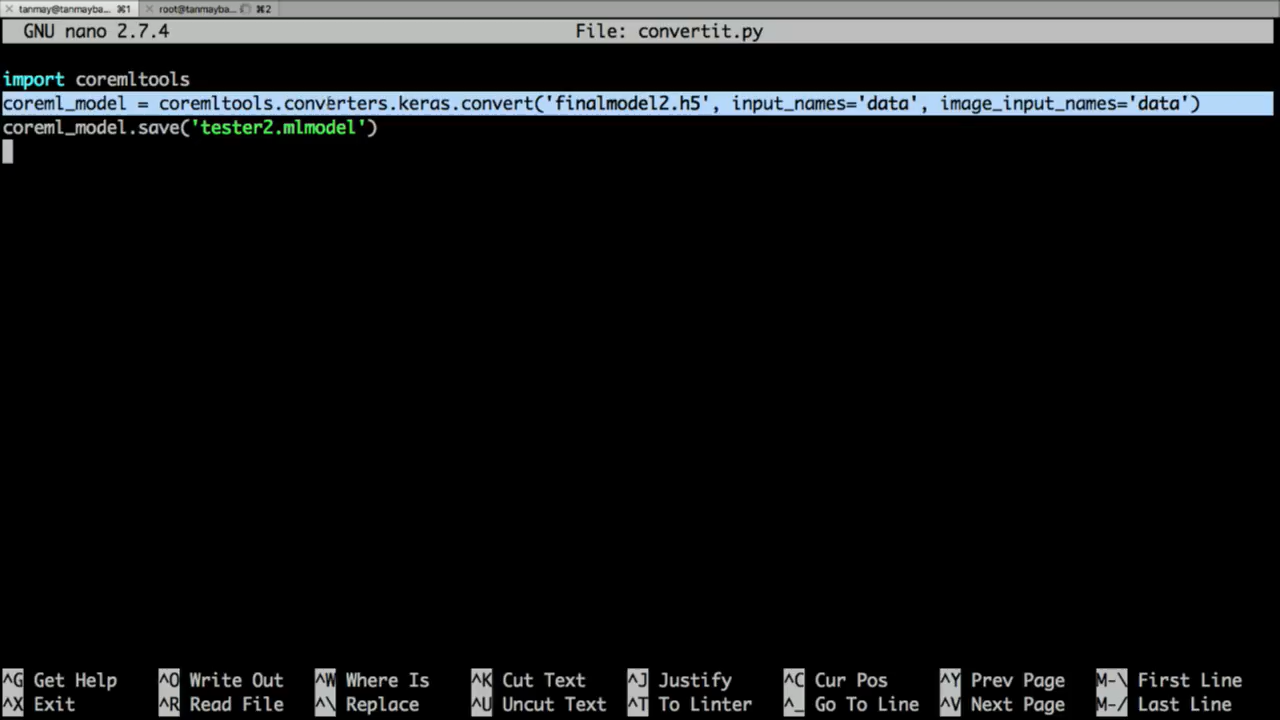 tanmay@tanmayba... ⌘1 root@tanmayba... ⌘2
GNU nano 2.7.4 File: convertit.py
import coremltools
coreml_model = coremltools.converters.keras.convert('finalmodel2.h5', input_names='data', image_input_names='data')
coreml_model.save('tester2.mlmodel')
^G Get Help ^O Write Out ^W Where Is ^K Cut Text ^J Justify ^C Cur Pos ^Y Prev Page M-\ First Line
^X Exit ^R Read File ^\ Replace ^U Uncut Text ^T To Linter ^_ Go To Line ^V Next Page M-/ Last Line